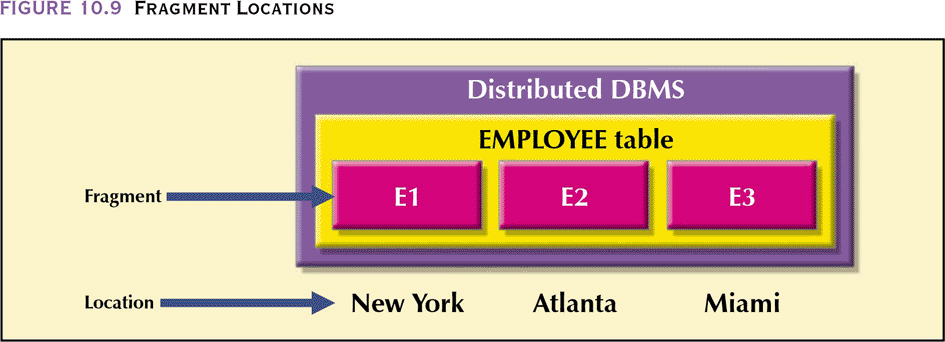 FIGURE 10.9 FRAGMENT LOCATIONS
Distributed DBMS
EMPLOYEE table
Fragment E1 E2 E3
Location New York Atlanta Miami